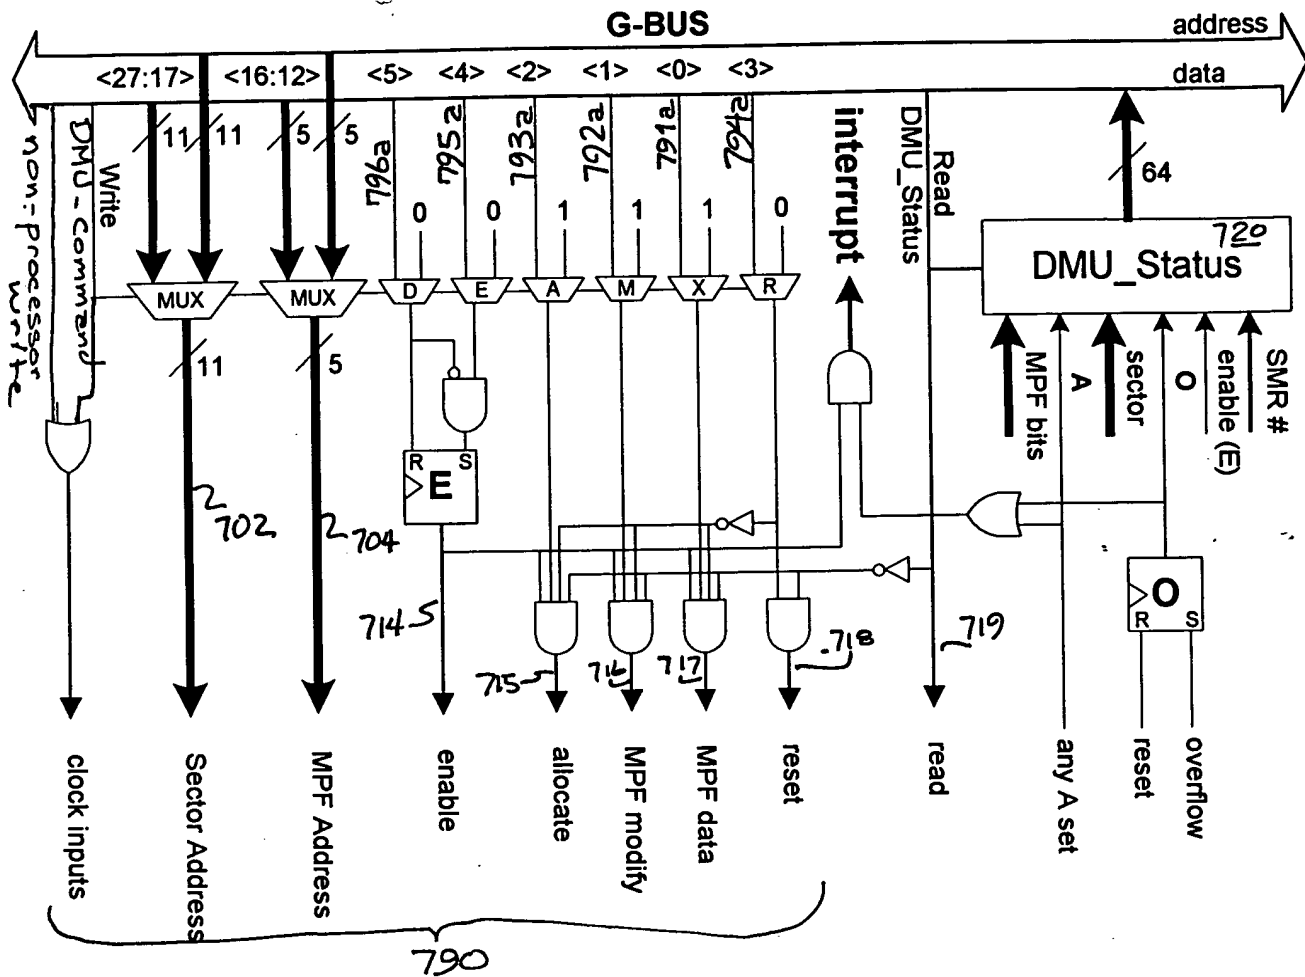 G-BUS
address
<27:17> <16:12> <5> <4> <2> <1> <0> <3>
data
11 11 5 5
796a 795a 793a 792a 791a 794a
0 0 1 1 1 0
64
Write
DMU-Command
non-processor write
interrupt
Read DMU_Status
720
DMU_Status
MUX MUX D E A M X R
MPF bits
A
sector
O
enable (E)
SMR #
11 5
R S
E
702 704
O
R S
714 715 716 717 718 719
clock inputs
Sector Address
MPF Address
enable
allocate
MPF modify
MPF data
reset
read
any A set
reset
overflow
790